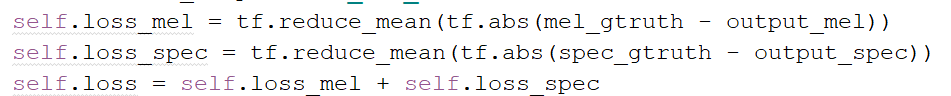 self.loss_mel = tf.reduce_mean(tf.abs(mel_gtruth - output_mel))
self.loss_spec = tf.reduce_mean(tf.abs(spec_gtruth - output_spec))
self.loss = self.loss_mel + self.loss_spec